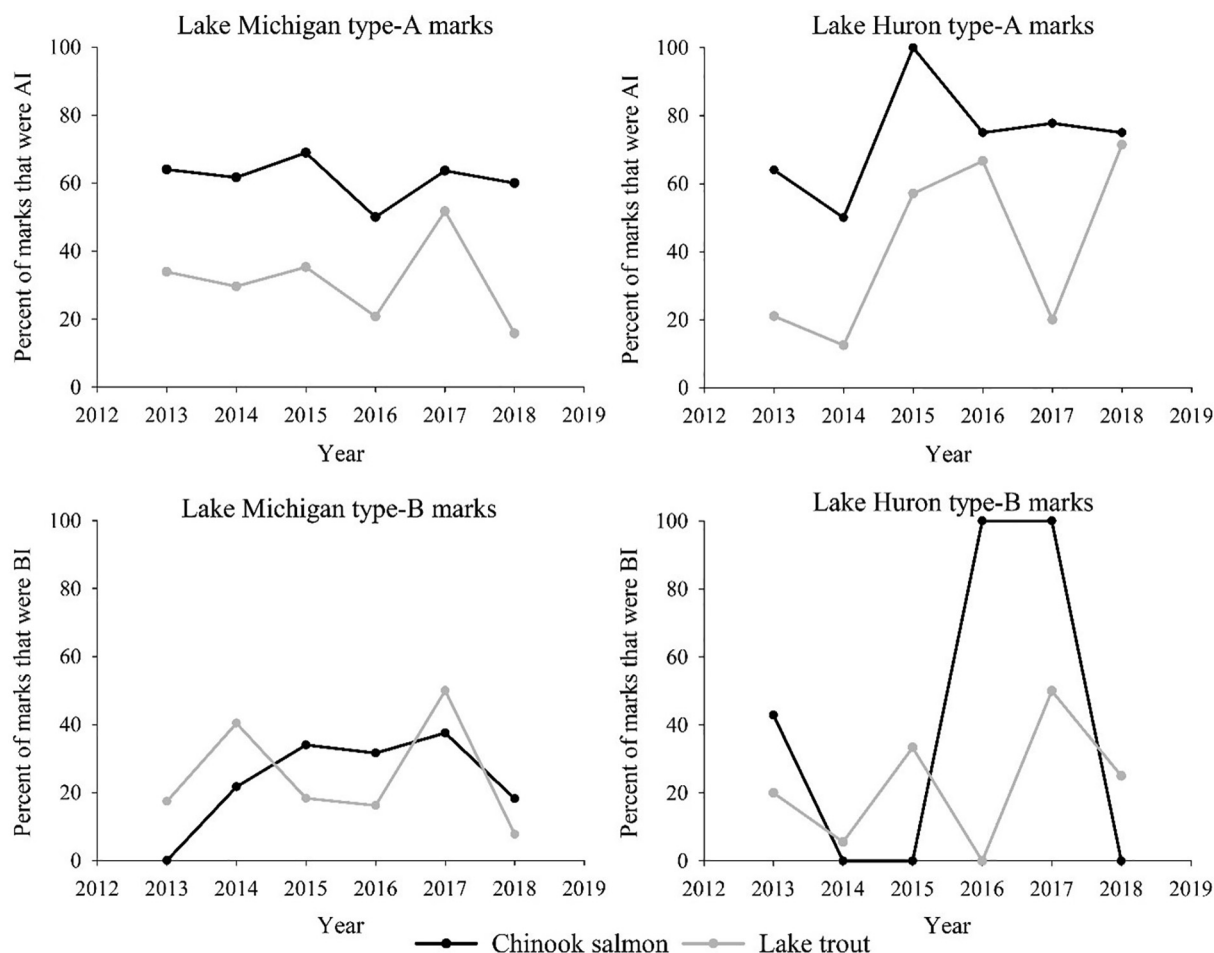 Lake Michigan type-A marks
Percent of marks that were AI
100
80
60
40
20
0
2012 2013 2014 2015 2016 2017 2018 2019
Year
Lake Huron type-A marks
Percent of marks that were AI
100
80
60
40
20
0
2012 2013 2014 2015 2016 2017 2018 2019
Year
Lake Michigan type-B marks
Percent of marks that were BI
100
80
60
40
20
0
2012 2013 2014 2015 2016 2017 2018 2019
Year
Lake Huron type-B marks
Percent of marks that were BI
100
80
60
40
20
0
2012 2013 2014 2015 2016 2017 2018 2019
Year
Chinook salmon Lake trout